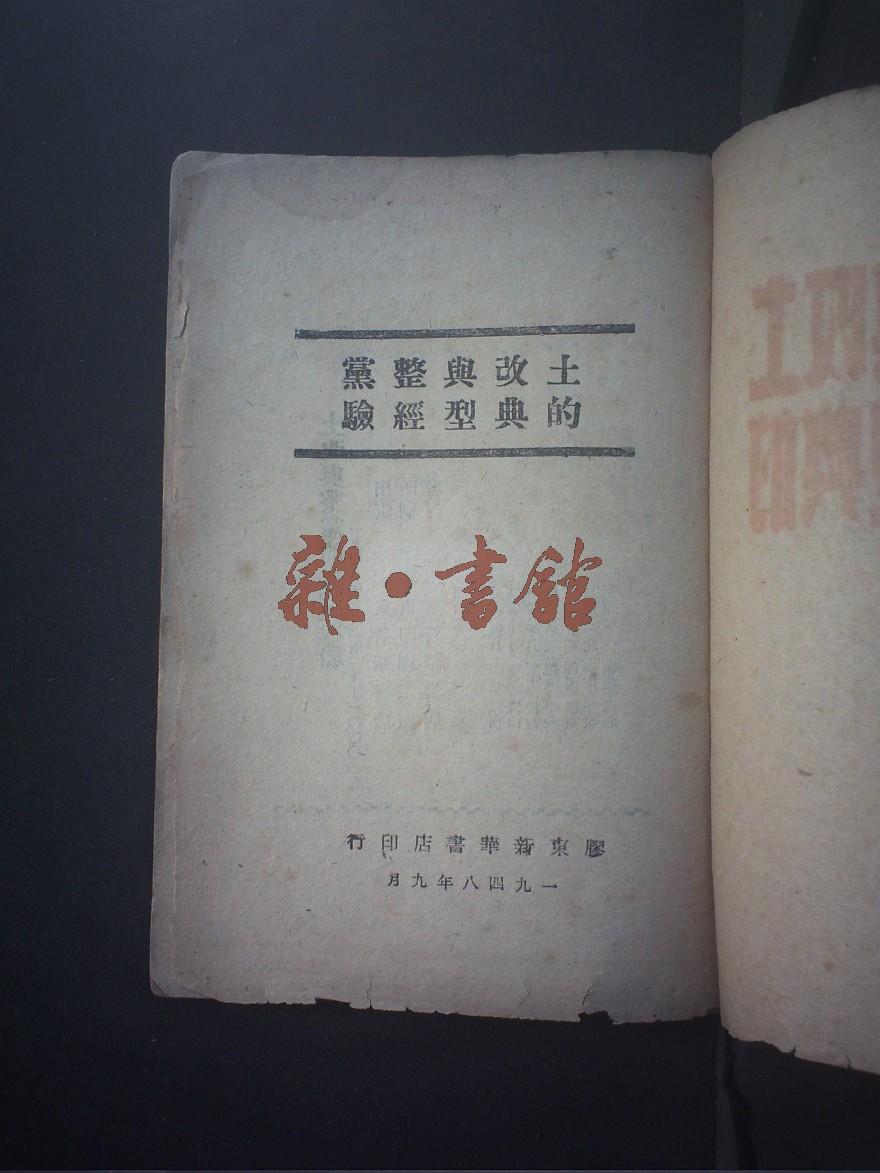 土改與整黨
的典型經驗
雜·書館
膠東新華書店印行
一九四八年九月